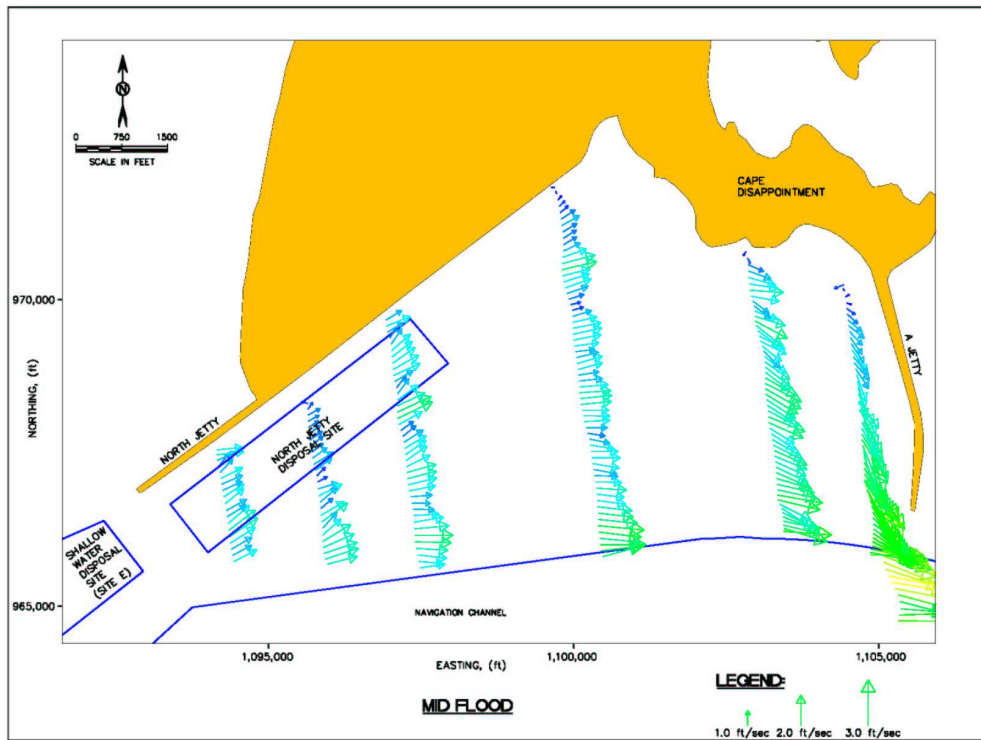 N
0 750 1500
SCALE IN FEET
CAPE
DISAPPOINTMENT
970,000
A JETTY
NORTHING, (ft)
NORTH JETTY
NORTH JETTY
DISPOSAL SITE
SHALLOW
WATER
DISPOSAL
SITE
(SITE E)
965,000
NAVIGATION CHANNEL
1,095,000 1,100,000 1,105,000
EASTING, (ft)
MID FLOOD
LEGEND:
1.0 ft/sec 2.0 ft/sec 3.0 ft/sec